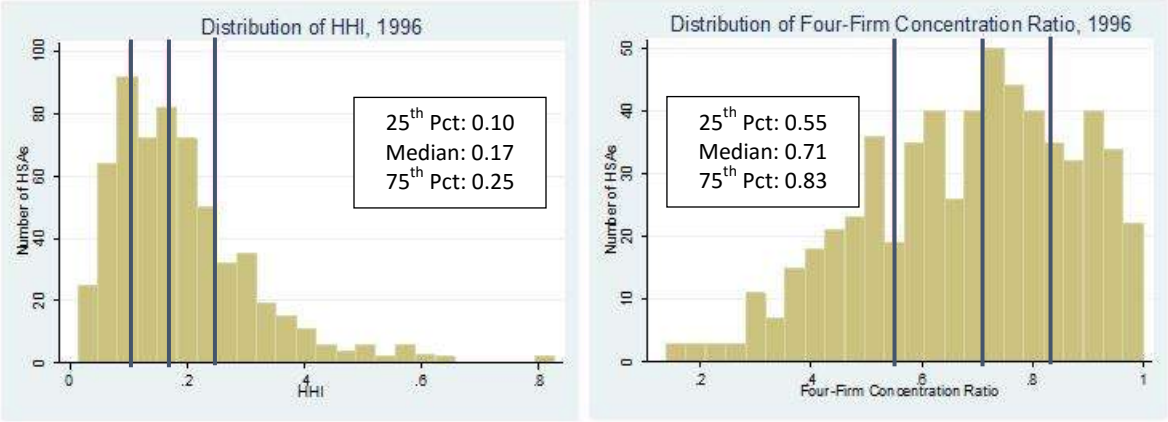 Distribution of HHI, 1996
100
80
60
40
20
0
Number of HSAs
25th Pct: 0.10
Median: 0.17
75th Pct: 0.25
0 .2 .4 .6 .8
HHI
Distribution of Four-Firm Concentration Ratio, 1996
50
40
30
20
10
0
Number of HSAs
25th Pct: 0.55
Median: 0.71
75th Pct: 0.83
.2 .4 .6 .8 1
Four-Firm Concentration Ratio